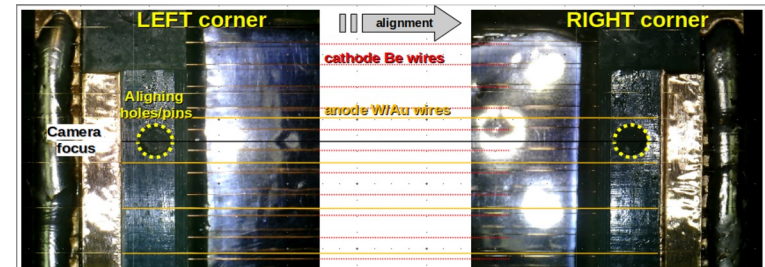 LEFT corner
alignment
RIGHT corner
cathode Be wires
Aligning
holes/pins
anode W/Au wires
Camera
focus